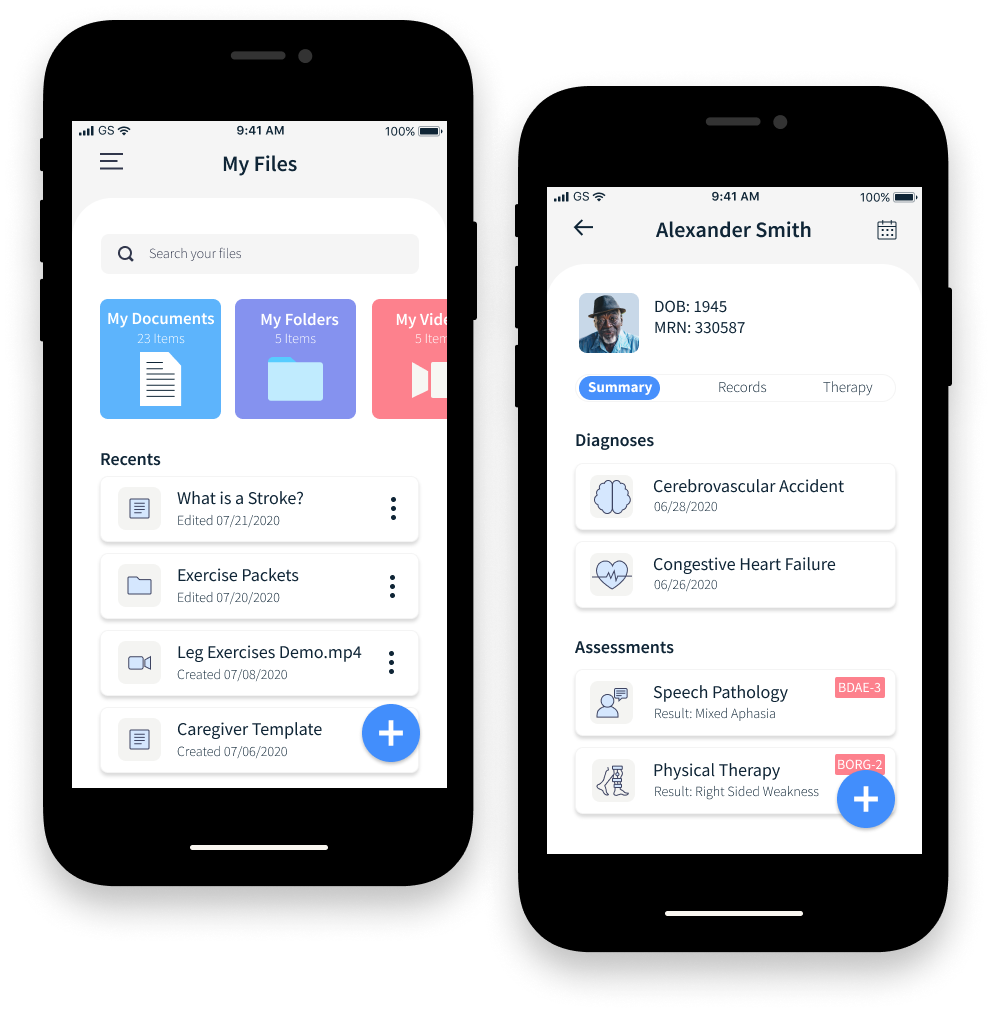 GS 9:41 AM 100%
My Files
Search your files
My Documents My Folders My Vide
23 Items 5 Items 5 Item
Recents
What is a Stroke?
Edited 07/21/2020
Exercise Packets
Edited 07/20/2020
Leg Exercises Demo.mp4
Created 07/08/2020
Caregiver Template
Created 07/06/2020
GS 9:41 AM 100%
Alexander Smith
DOB: 1945
MRN: 330587
Summary Records Therapy
Diagnoses
Cerebrovascular Accident
06/28/2020
Congestive Heart Failure
06/26/2020
Assessments
Speech Pathology BDAE-3
Result: Mixed Aphasia
Physical Therapy BORG-2
Result: Right Sided Weakness